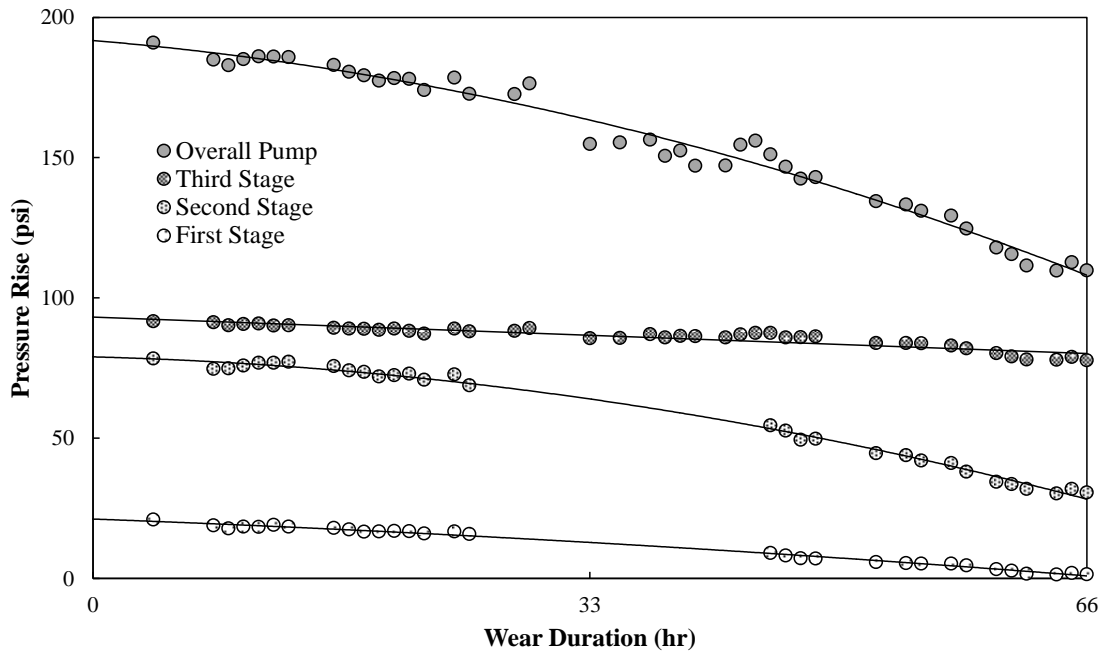 200
150
100
50
0
Pressure Rise (psi)
Overall Pump
Third Stage
Second Stage
First Stage
0
33
66
Wear Duration (hr)